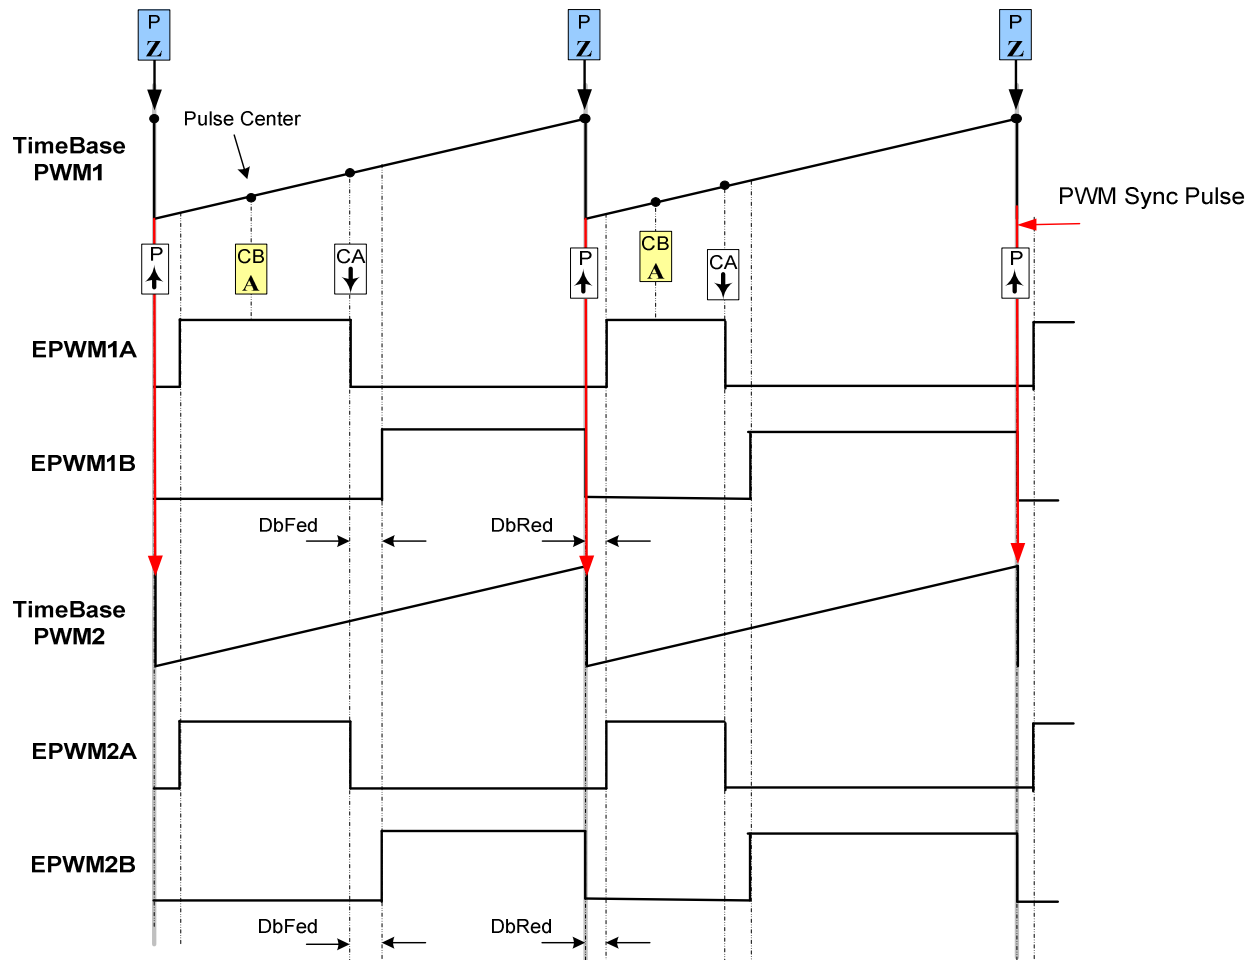 P
Z
P
Z
P
Z
Pulse Center
TimeBase
PWM1
PWM Sync Pulse
P
CB
A
CA
P
CB
A
CA
P
EPWM1A
EPWM1B
DbFed
DbRed
TimeBase
PWM2
EPWM2A
EPWM2B
DbFed
DbRed